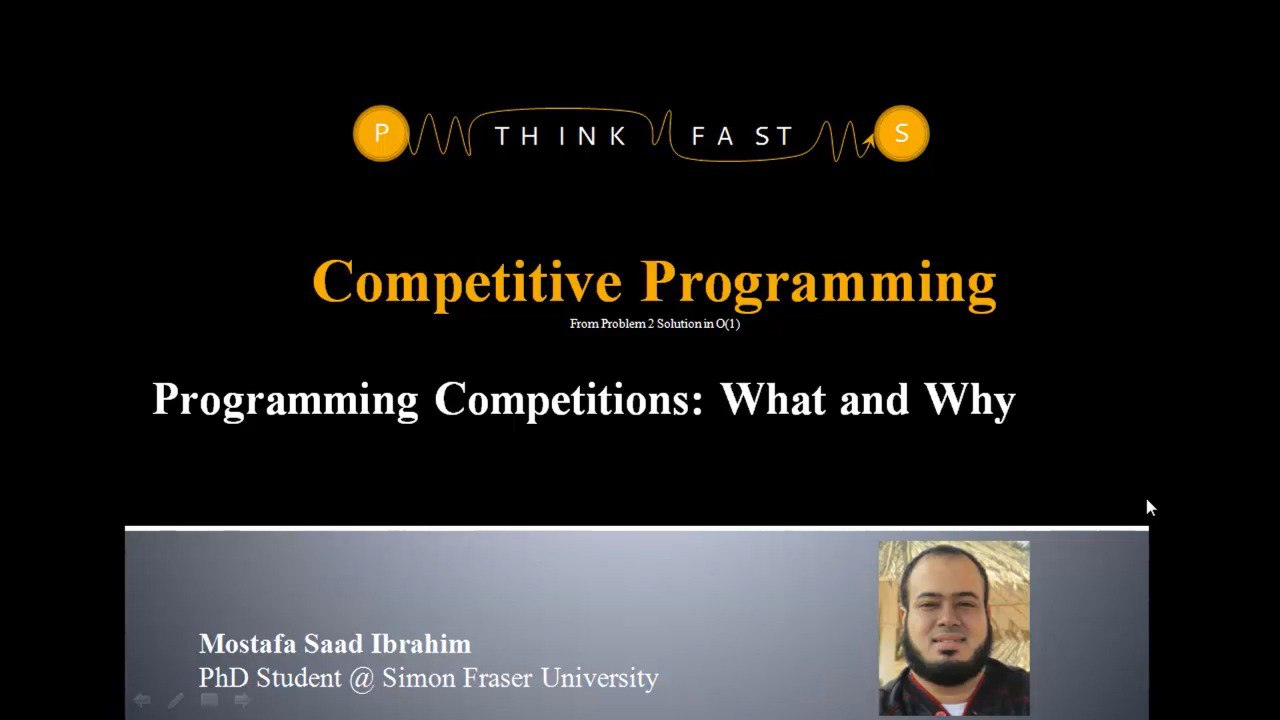 P THINK FAST S
Competitive Programming
From Problem 2 Solution in O(1)
Programming Competitions: What and Why
Mostafa Saad Ibrahim
PhD Student @ Simon Fraser University